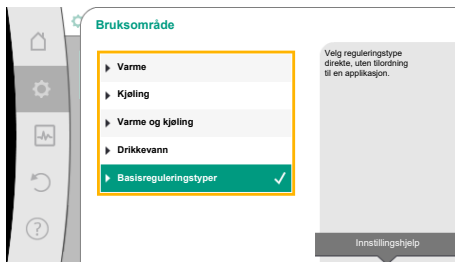 Bruksområde
Varme
Kjøling
Varme og kjøling
Drikkevann
Basisreguleringstyper
Velg reguleringstype
direkte, uten tilordning
til en applikasjon.
Innstillingshjelp